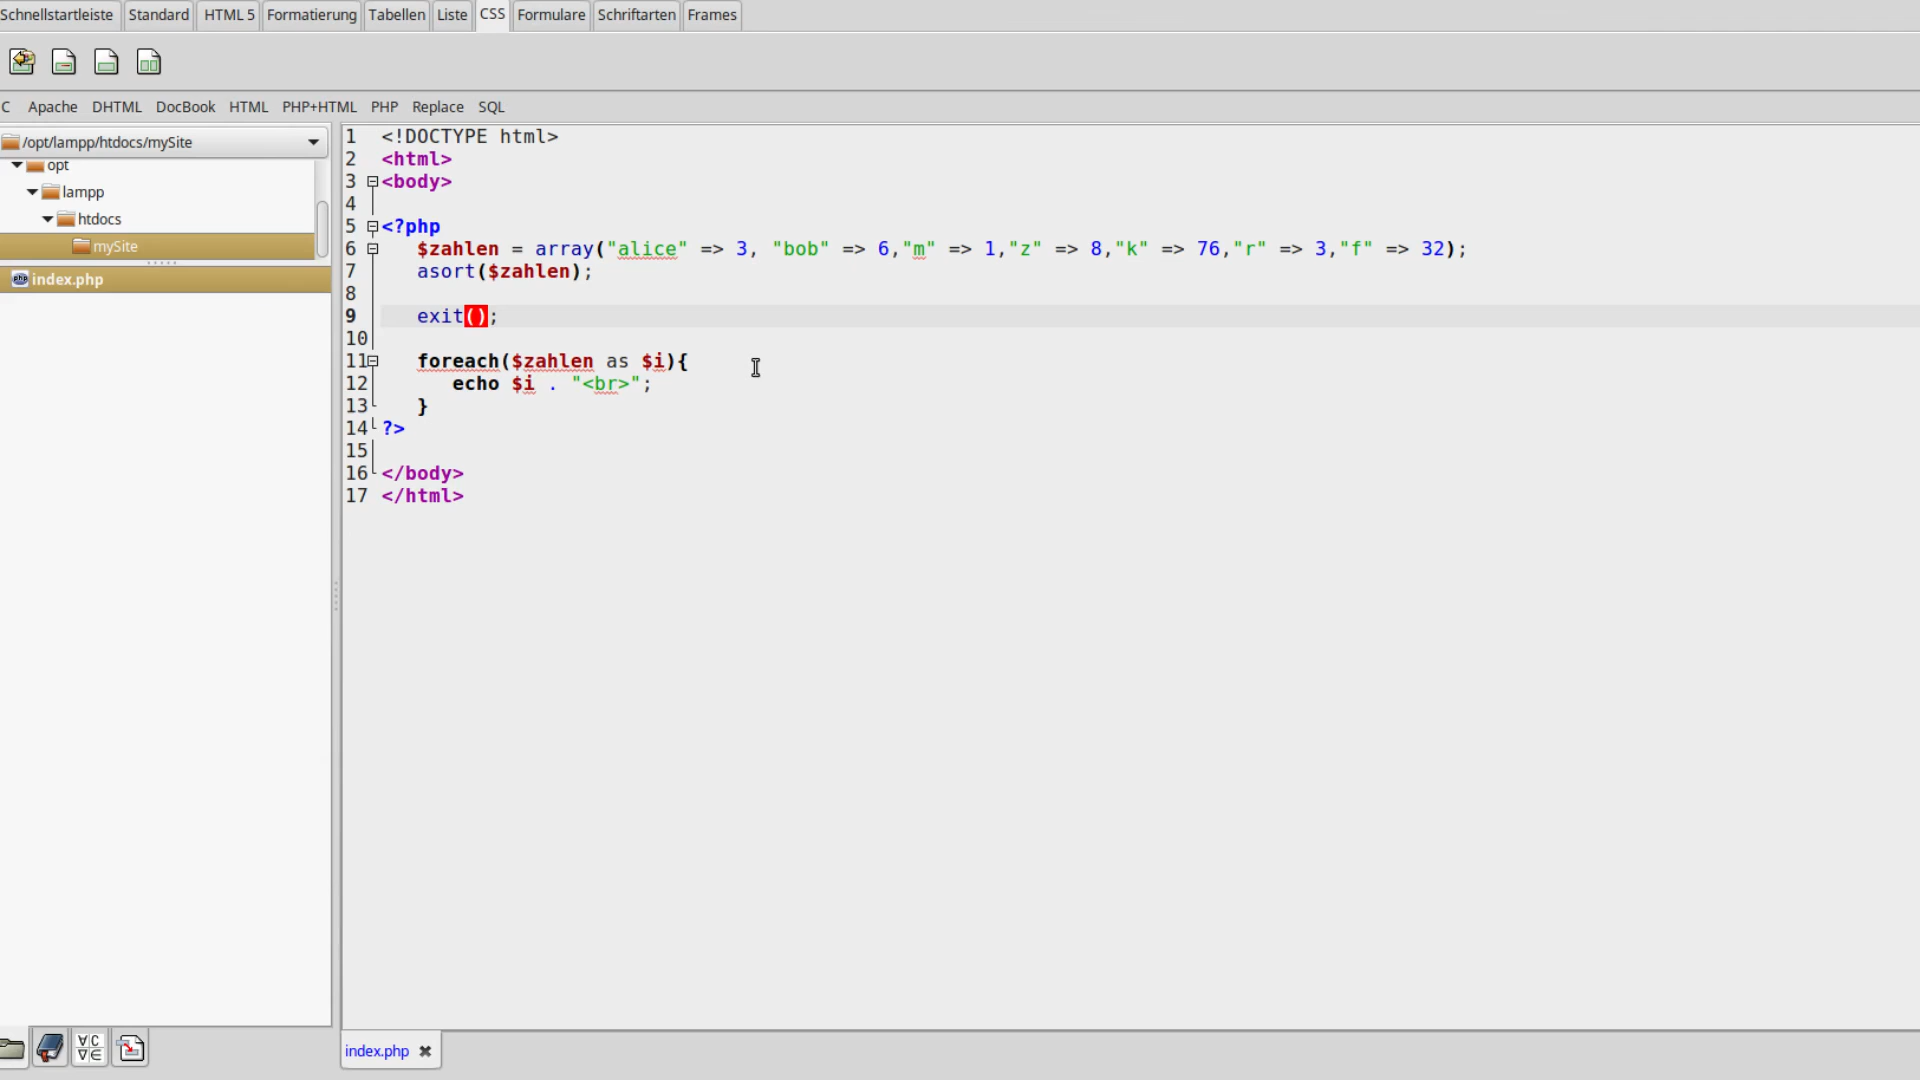 Schnellstartleiste Standard HTML 5 Formatierung Tabellen Liste CSS Formulare Schriftarten Frames
C Apache DHTML DocBook HTML PHP+HTML PHP Replace SQL
/opt/lampp/htdocs/mySite
opt
lampp
htdocs
mySite
index.php
1 <!DOCTYPE html>
2 <html>
3 <body>
4
5 <?php
6 $zahlen = array("alice" => 3, "bob" => 6,"m" => 1,"z" => 8,"k" => 76,"r" => 3,"f" => 32);
7 asort($zahlen);
8
9 exit();
10
11 foreach($zahlen as $i){
12 echo $i . "<br>";
13 }
14 ?>
15
16 </body>
17 </html>
index.php